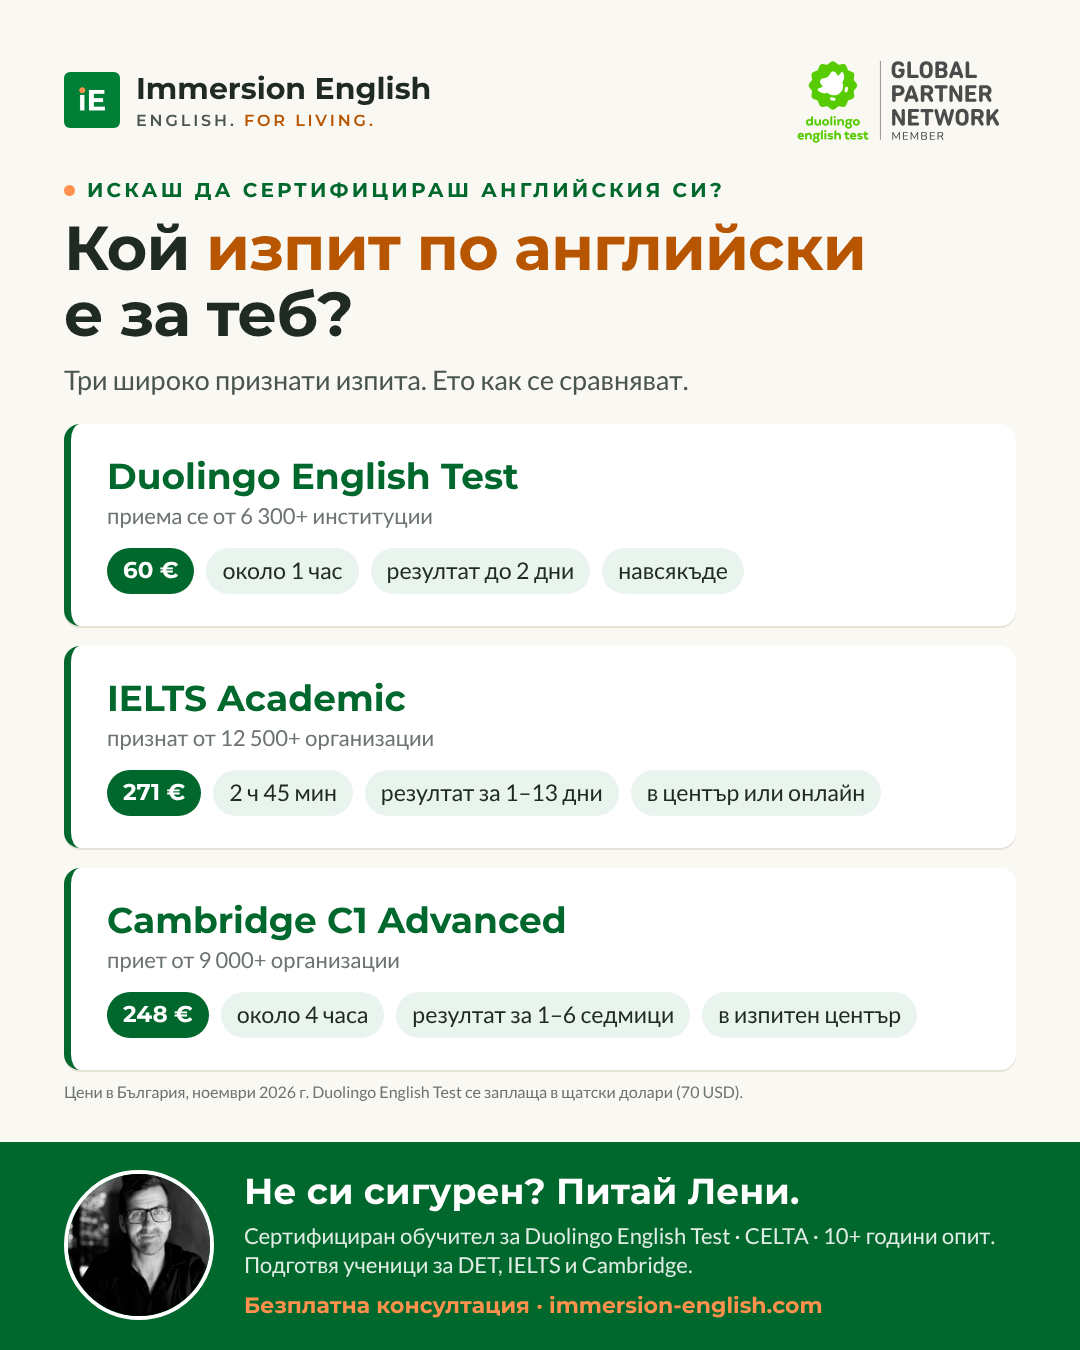 iE
Immersion English
ENGLISH. FOR LIVING.
duolingo
english test
GLOBAL
PARTNER
NETWORK
MEMBER
ИСКАШ ДА СЕРТИФИЦИРАШ АНГЛИЙСКИЯ СИ?
Кой изпит по английски
е за теб?
Три широко признати изпита. Ето как се сравняват.
Duolingo English Test
приема се от 6 300+ институции
60 € около 1 час резултат до 2 дни навсякъде
IELTS Academic
признат от 12 500+ организации
271 € 2 ч 45 мин резултат за 1–13 дни в център или онлайн
Cambridge C1 Advanced
приет от 9 000+ организации
248 € около 4 часа резултат за 1–6 седмици в изпитен център
Цени в България, ноември 2026 г. Duolingo English Test се заплаща в щатски долари (70 USD).
Не си сигурен? Питай Лени.
Сертифициран обучител за Duolingo English Test · CELTA · 10+ години опит.
Подготвя ученици за DET, IELTS и Cambridge.
Безплатна консултация · immersion-english.com